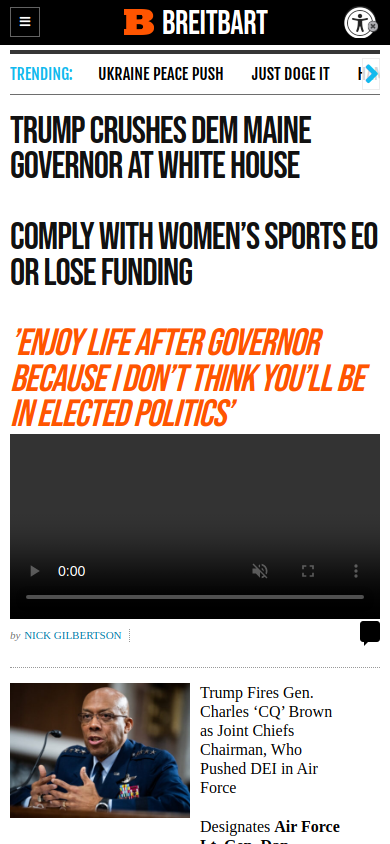 BREITBART
TRENDING:
UKRAINE PEACE PUSH
JUST DOGE IT
TRUMP CRUSHES DEM MAINE
GOVERNOR AT WHITE HOUSE
COMPLY WITH WOMEN’S SPORTS EO
OR LOSE FUNDING
’ENJOY LIFE AFTER GOVERNOR
BECAUSE I DON’T THINK YOU’LL BE
IN ELECTED POLITICS’
0:00
by NICK GILBERTSON
Trump Fires Gen.
Charles ‘CQ’ Brown
as Joint Chiefs
Chairman, Who
Pushed DEI in Air
Force
Designates Air Force
Lt. Gen. Dan